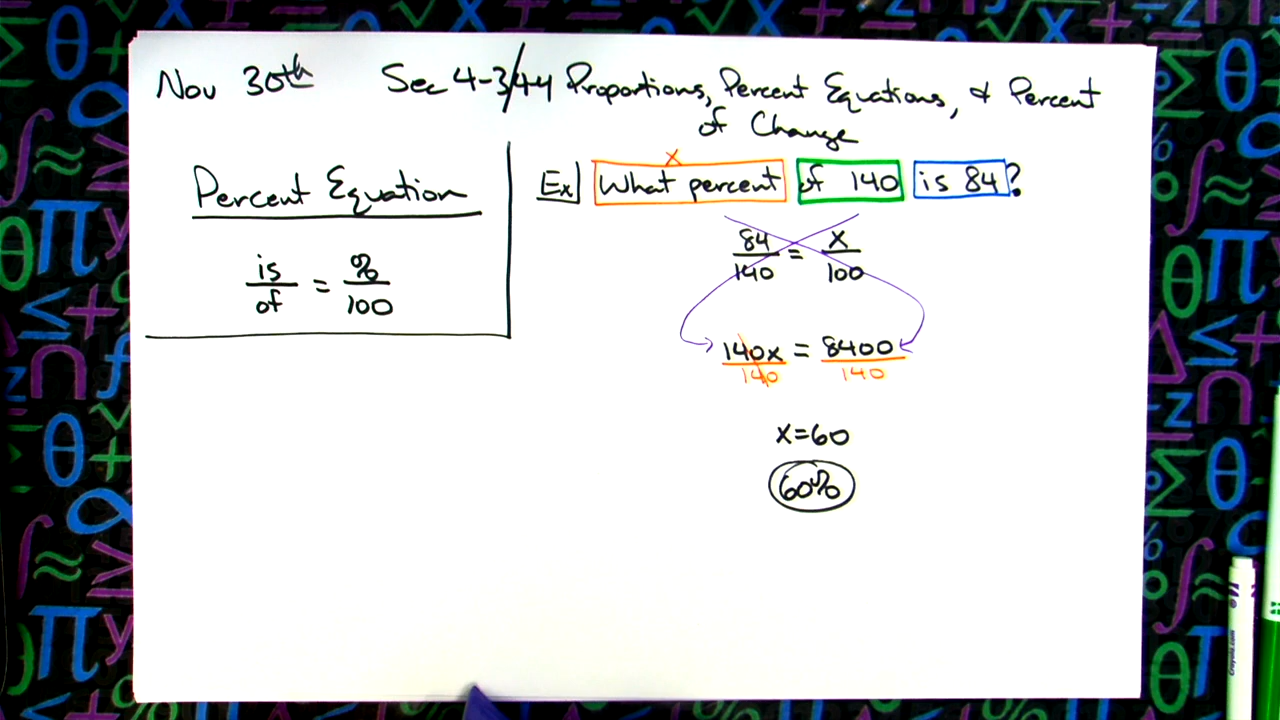 Nov 30th Sec 4-3/4-4 Proportions, Percent Equations, & Percent
of Change
Percent Equation
is/of = %/100
Ex What percent of 140 is 84?
x
84/140 = x/100
140x/140 = 8400/140
x=60
60%